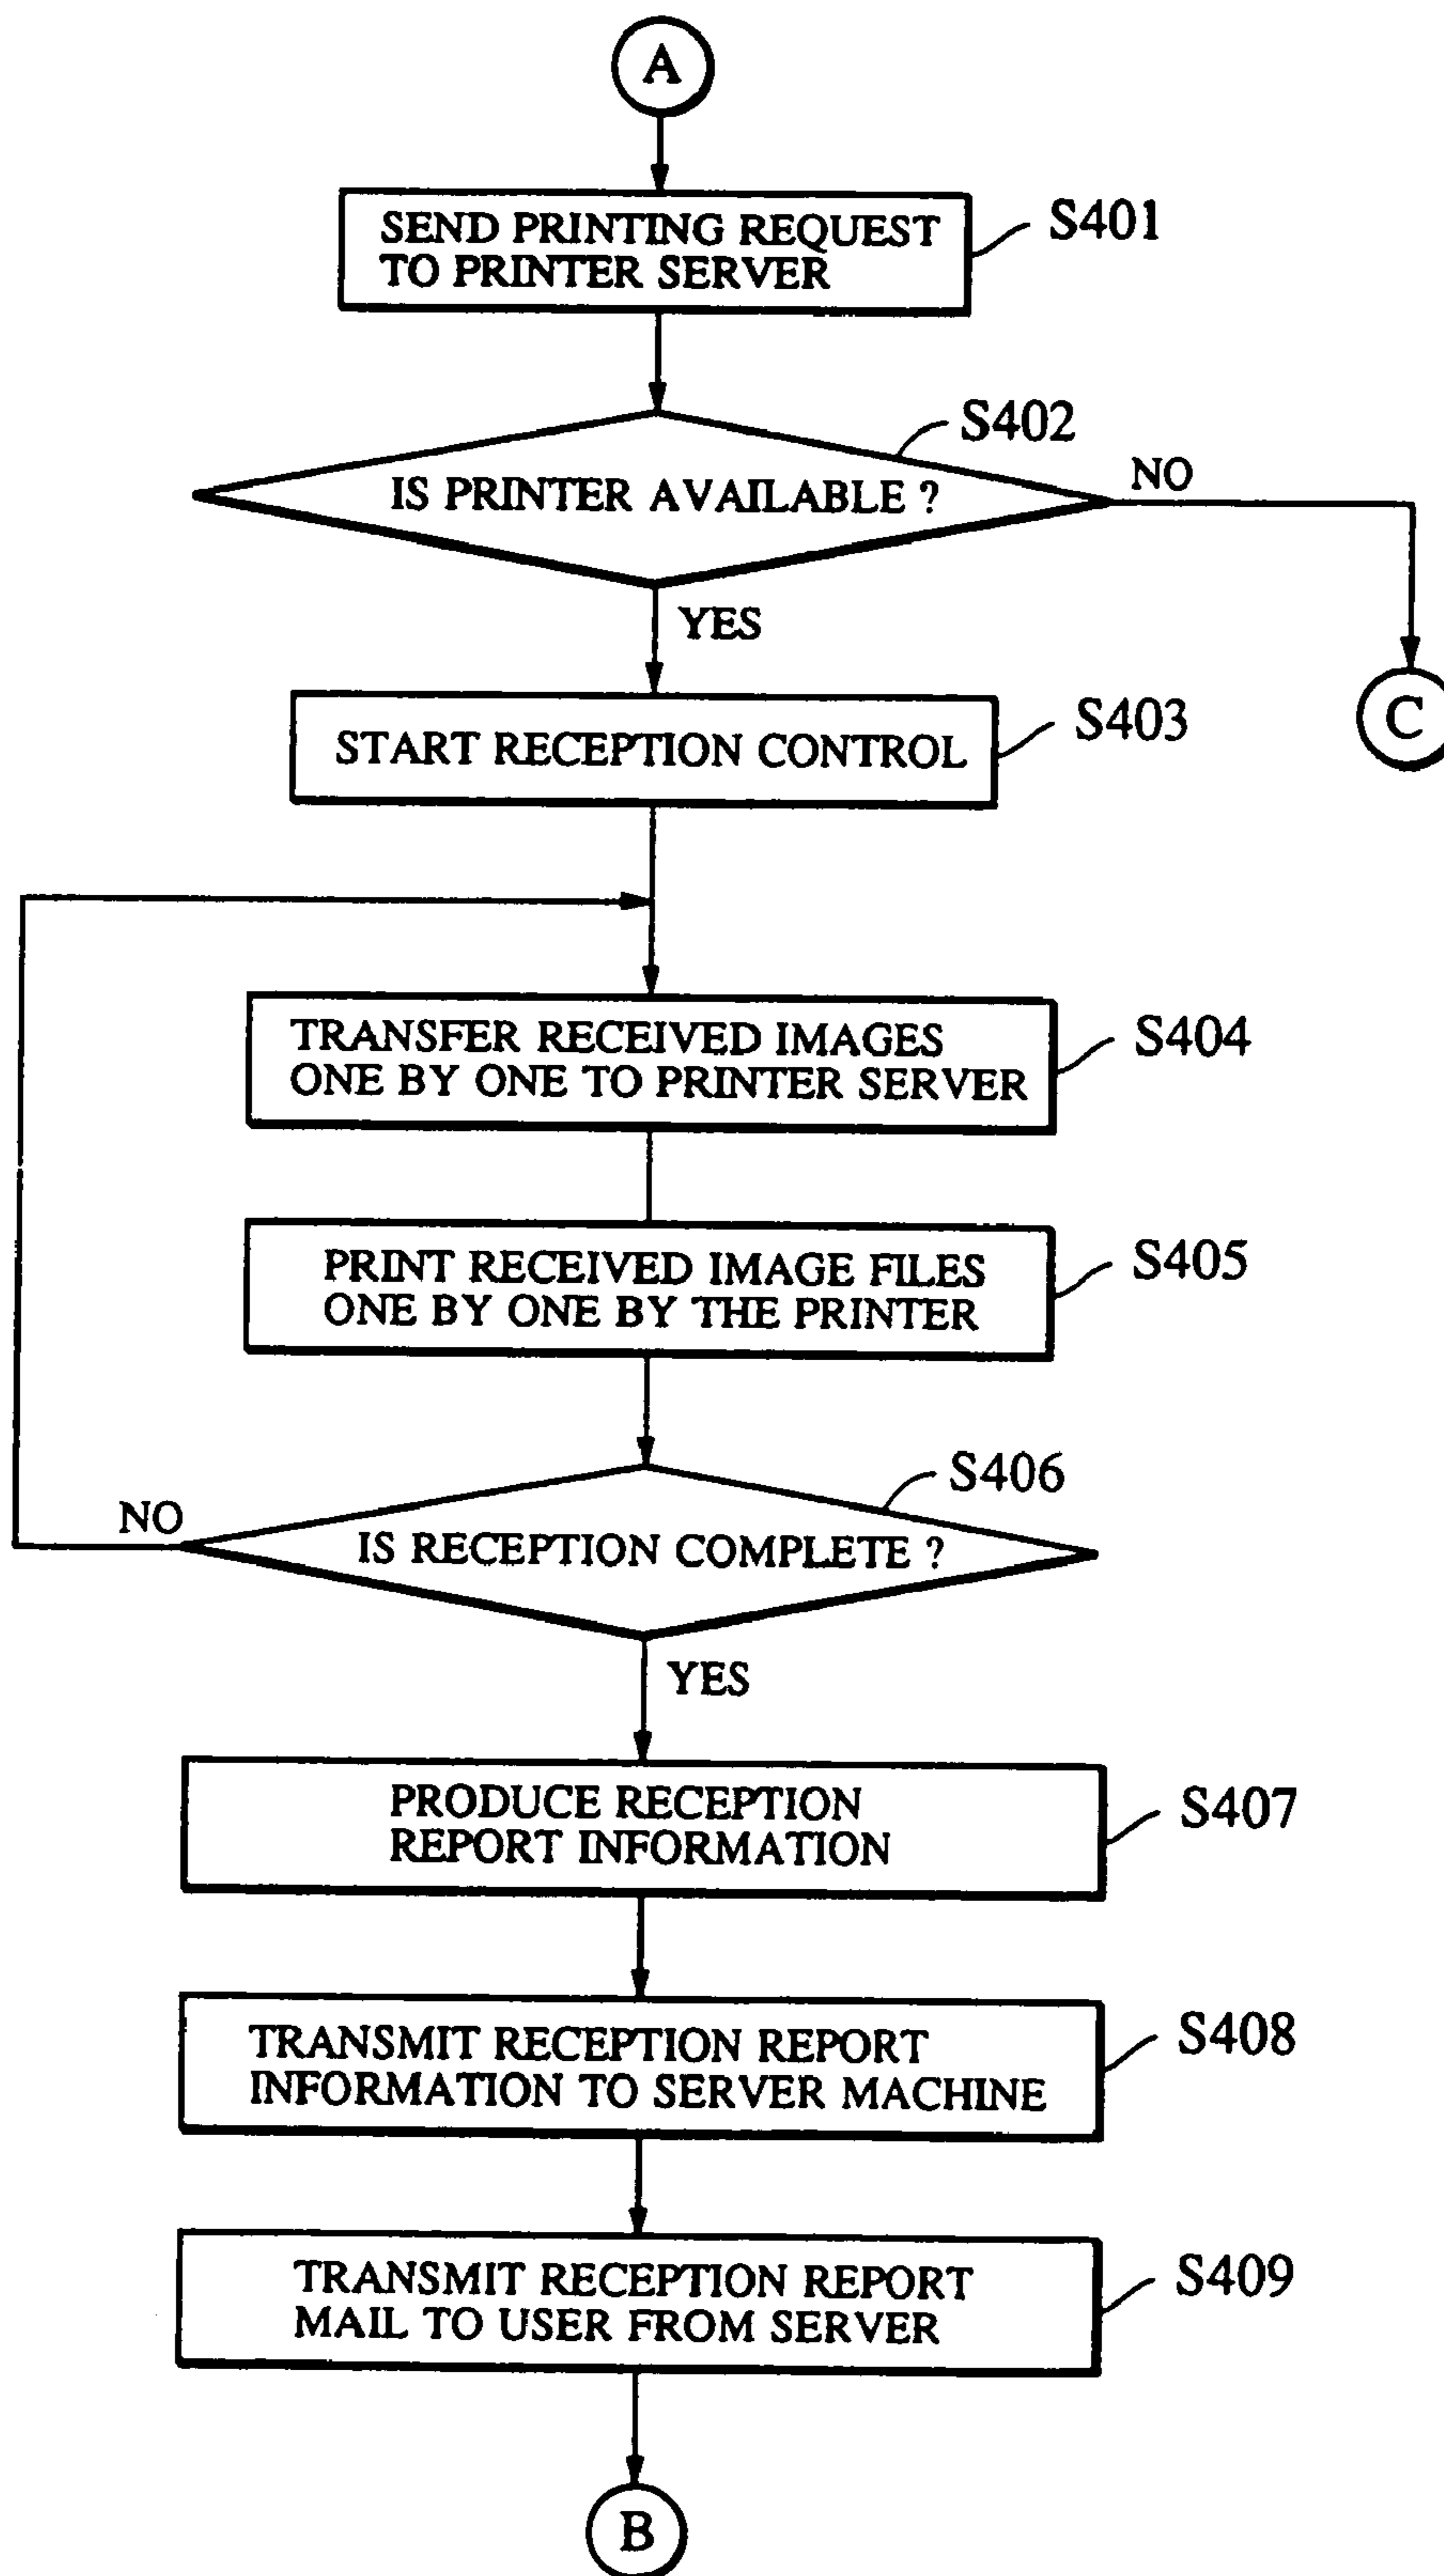 A
SEND PRINTING REQUEST
TO PRINTER SERVER
S401
S402
IS PRINTER AVAILABLE ?
NO
YES
C
START RECEPTION CONTROL
S403
TRANSFER RECEIVED IMAGES
ONE BY ONE TO PRINTER SERVER
S404
PRINT RECEIVED IMAGE FILES
ONE BY ONE BY THE PRINTER
S405
S406
NO
IS RECEPTION COMPLETE ?
YES
PRODUCE RECEPTION
REPORT INFORMATION
S407
TRANSMIT RECEPTION REPORT
INFORMATION TO SERVER MACHINE
S408
TRANSMIT RECEPTION REPORT
MAIL TO USER FROM SERVER
S409
B